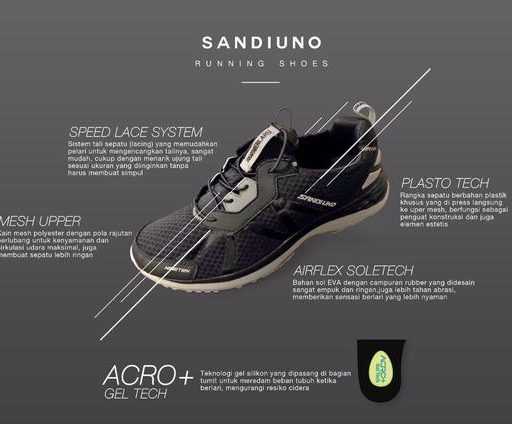 SANDIUNO
RUNNING SHOES
SPEED LACE SYSTEM
Sistem tali sepatu (lacing) yang memudahkan
pelari untuk mengencangkan talinya, sangat
mudah, cukup dengan menarik ujung tali
sesuai ukuran yang diinginkan tanpa
harus membuat simpul
PLASTO TECH
Rangka sepatu berbahan plastik
khusus yang di press langsung
ke uper mesh, berfungsi sebagai
penguat konstruksi dan juga
elemen estetis
MESH UPPER
Kain mesh polyester dengan pola rajutan
berlubang untuk kenyamanan dan
sirkulasi udara maksimal, juga
membuat sepatu lebih ringan
SANDIUNO
NINETEN
AIRFLEX SOLETECH
Bahan sol EVA dengan campuran rubber yang didesain
sangat empuk dan ringan,juga lebih tahan abrasi,
memberikan sensasi berlari yang lebih nyaman
ACRO+
GEL TECH
Teknologi gel silikon yang dipasang di bagian
tumit untuk meredam beban tubuh ketika
berlari, mengurangi resiko cidera
ACRO+